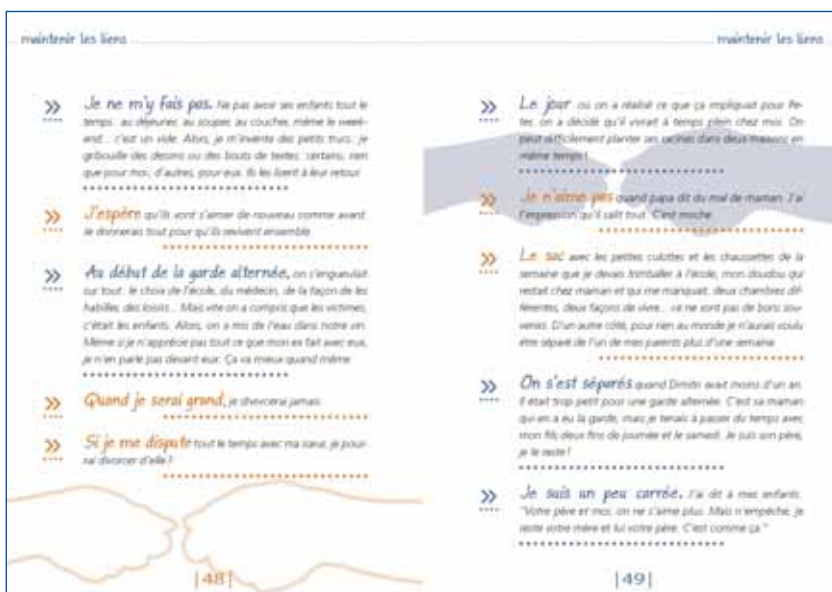 maintenir les liens
Je ne m'y fais pas. Ne pas avoir ses enfants tout le
temps: au déjeuner, au souper, au coucher, même le week-
end... c'est un vide. Alors, je m'invente des petits trucs: je
gribouille des dessins ou des bouts de textes: certains, rien
que pour moi; d'autres, pour eux. Ils les lisent à leur retour.
J'espère qu'ils vont s'aimer de nouveau comme avant.
Je donnerais tout pour qu'ils revivent ensemble.
Au début de la garde alternée, on s'engueulait
sur tout: le choix de l'école, du médecin, de la façon de les
habiller, des loisirs... Mais vite on a compris que les victimes,
c'était les enfants. Alors, on a mis de l'eau dans notre vin.
Même si je n'apprécie pas tout ce que mon ex fait avec eux,
je n'en parle pas devant eux. Ça va mieux quand même.
Quand je serai grand, je divorcerai jamais.
Si je me dispute tout le temps avec ma sœur, je pour-
rai divorcer d'elle?
|48|
maintenir les liens
Le jour où on a réalisé ce que ça impliquait pour Pe-
ter, on a décidé qu'il vivrait à temps plein chez moi. On
peut difficilement planter ses racines dans deux maisons en
même temps!
Je n'aime pas quand papa dit du mal de maman. J'ai
l'impression qu'il salit tout. C'est moche.
Le sac avec les petites culottes et les chaussettes de la
semaine que je devais trimballer à l'école, mon doudou qui
restait chez maman et qui me manquait, deux chambres dif-
férentes, deux façons de vivre... ce ne sont pas de bons sou-
venirs. D'un autre côté, pour rien au monde je n'aurais voulu
être séparé de l'un de mes parents plus d'une semaine.
On s'est séparés quand Dimitri avait moins d'un an.
Il était trop petit pour une garde alternée. C'est sa maman
qui en a eu la garde, mais je tenais à passer du temps avec
mon fils: deux fins de journée et le samedi. Je suis son père,
je le reste!
Je suis un peu carrée. J'ai dit à mes enfants:
"Votre père et moi, on ne s'aime plus. Mais n'empêche, je
reste votre mère et lui votre père. C'est comme ça."
|49|